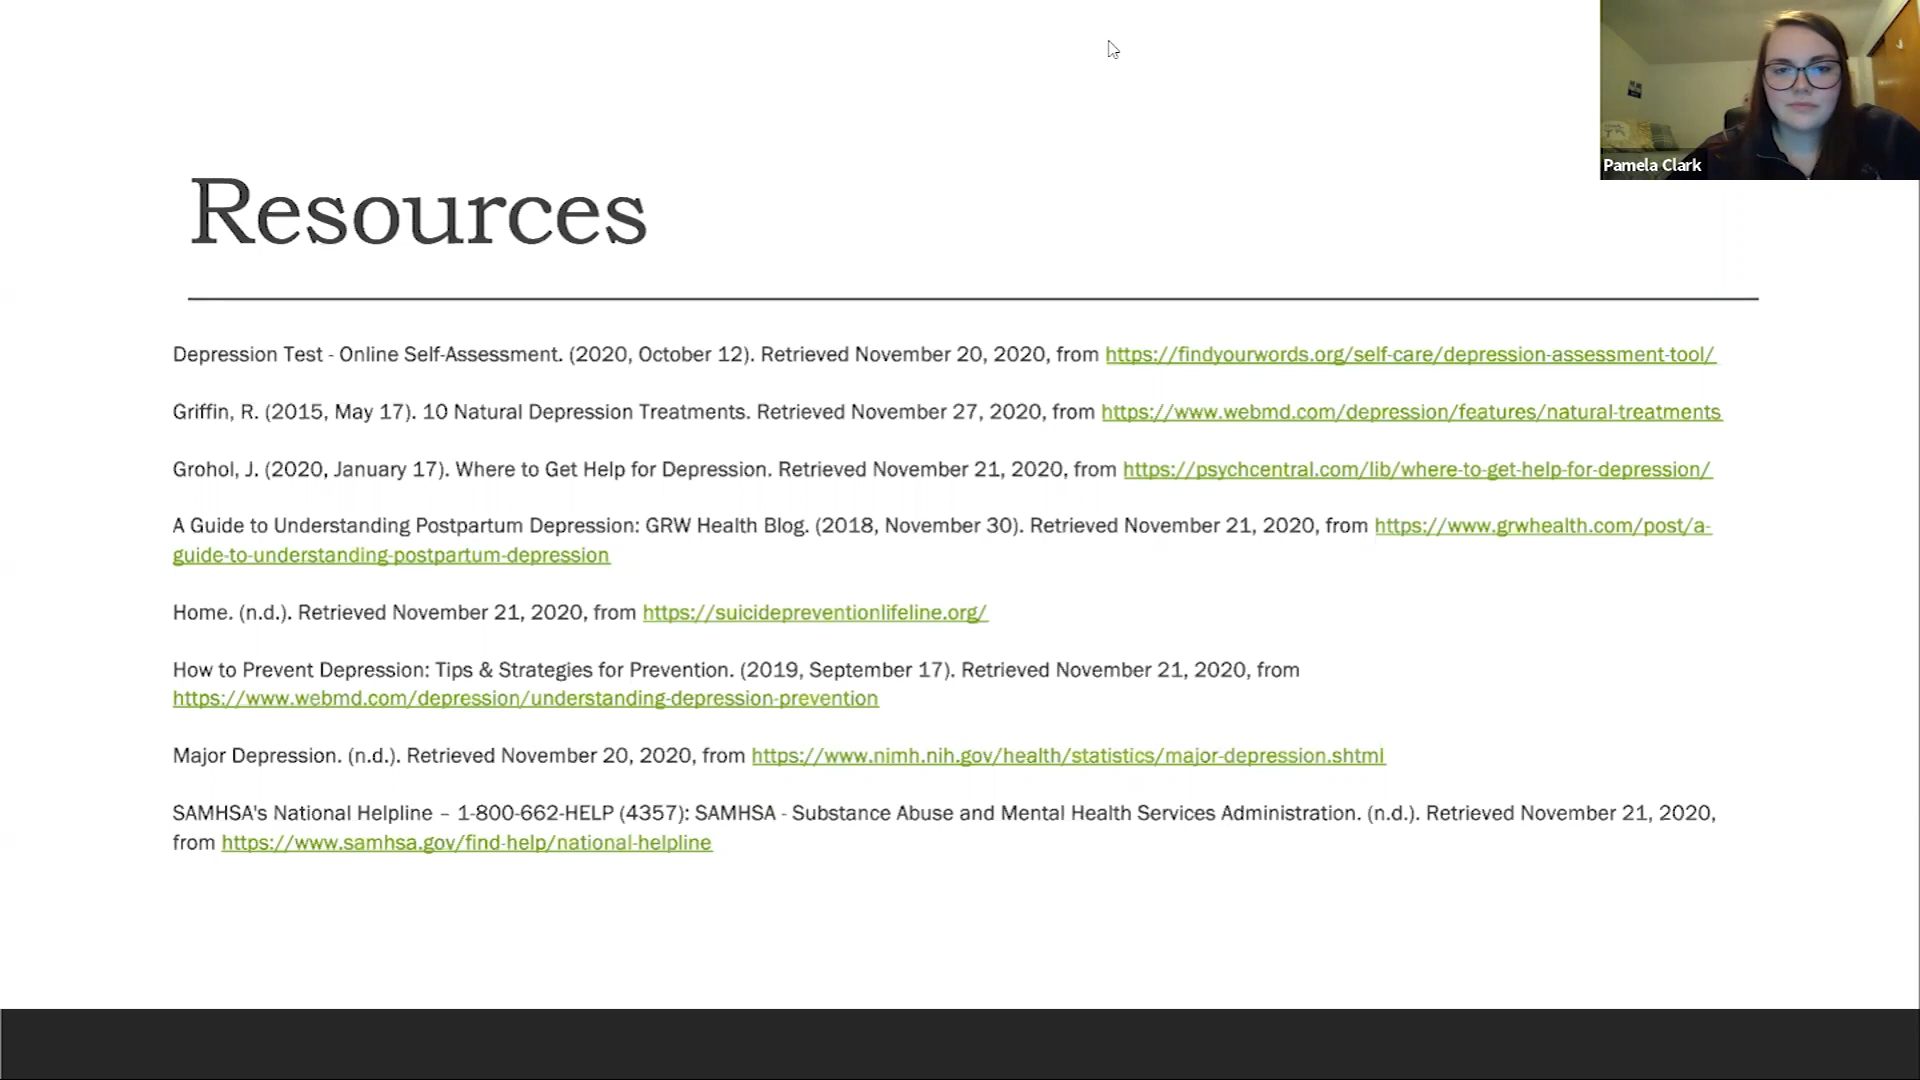 Pamela Clark
Resources
Depression Test - Online Self-Assessment. (2020, October 12). Retrieved November 20, 2020, from https://findyourwords.org/self-care/depression-assessment-tool/
Griffin, R. (2015, May 17). 10 Natural Depression Treatments. Retrieved November 27, 2020, from https://www.webmd.com/depression/features/natural-treatments
Grohol, J. (2020, January 17). Where to Get Help for Depression. Retrieved November 21, 2020, from https://psychcentral.com/lib/where-to-get-help-for-depression/
A Guide to Understanding Postpartum Depression: GRW Health Blog. (2018, November 30). Retrieved November 21, 2020, from https://www.grwhealth.com/post/a-
guide-to-understanding-postpartum-depression
Home. (n.d.). Retrieved November 21, 2020, from https://suicidepreventionlifeline.org/
How to Prevent Depression: Tips & Strategies for Prevention. (2019, September 17). Retrieved November 21, 2020, from
https://www.webmd.com/depression/understanding-depression-prevention
Major Depression. (n.d.). Retrieved November 20, 2020, from https://www.nimh.nih.gov/health/statistics/major-depression.shtml
SAMHSA's National Helpline – 1-800-662-HELP (4357): SAMHSA - Substance Abuse and Mental Health Services Administration. (n.d.). Retrieved November 21, 2020,
from https://www.samhsa.gov/find-help/national-helpline